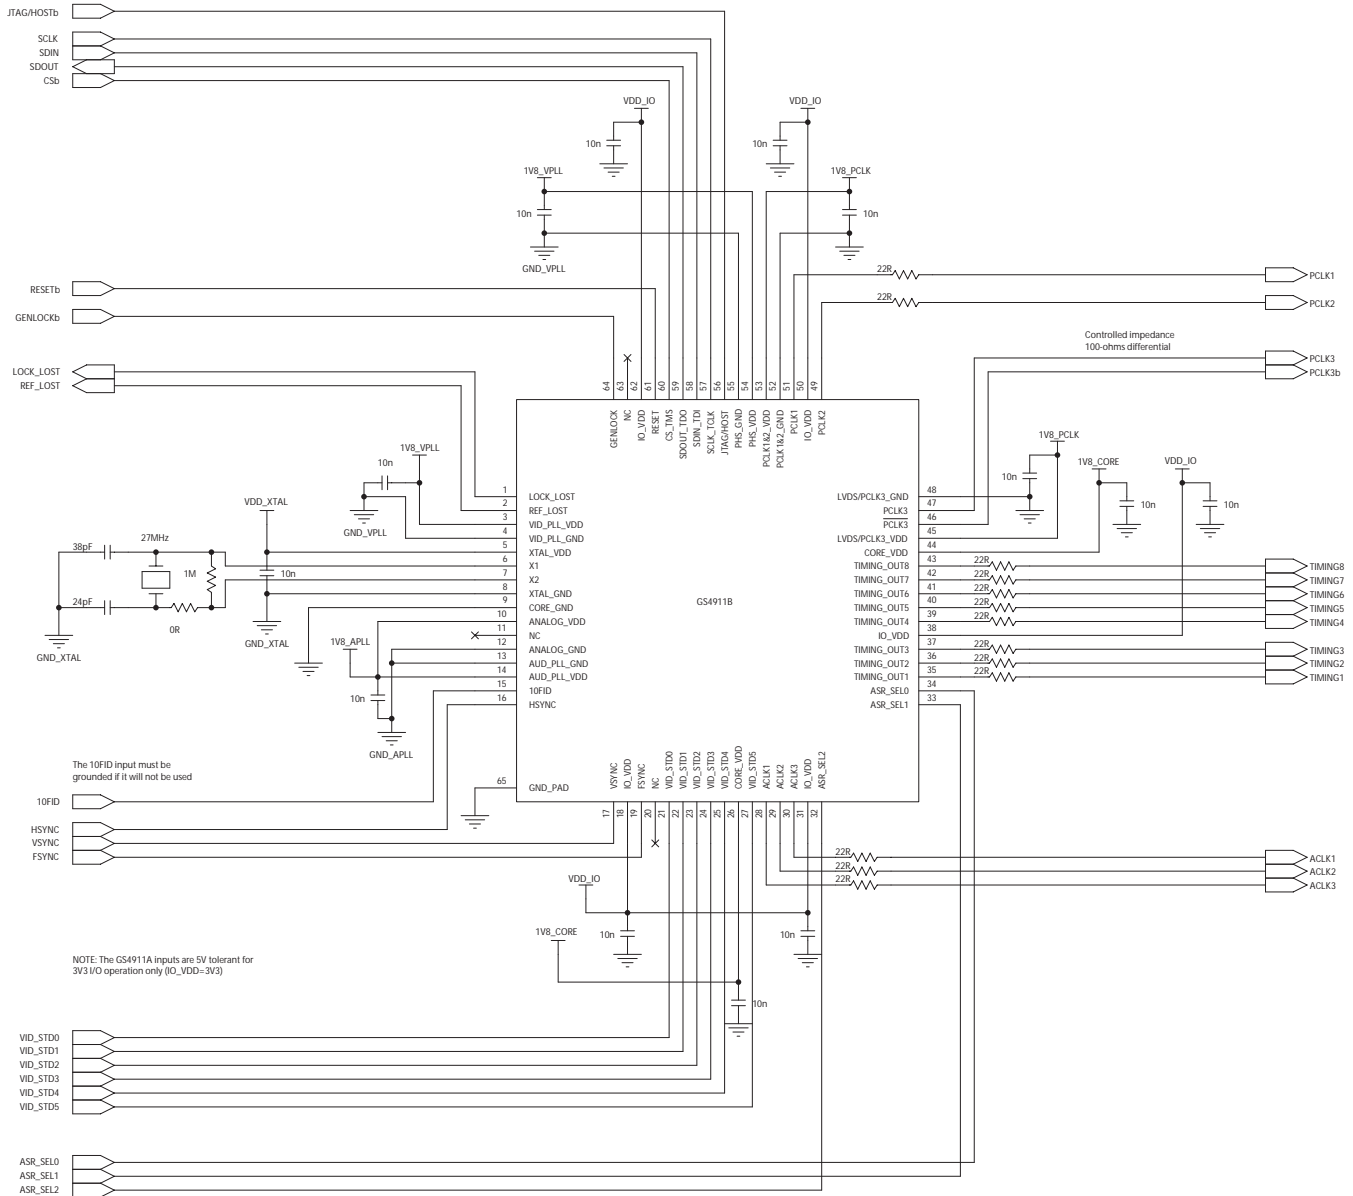 JTAG/HOSTb
SCLK
SDIN
SDOUT
CSb
VDD_IO
10n
VDD_IO
10n
1V8_VPLL
10n
GND_VPLL
1V8_PCLK
10n
RESETb
GENLOCKb
LOCK_LOST
REF_LOST
22R
PCLK1
22R
PCLK2
Controlled impedance
100-ohms differential
PCLK3
PCLK3b
64 63 62 61 60 59 58 57 56 55 54 53 52 51 50 49
GENLOCK
NC
IO_VDD
RESET
CS_TMS
SDOUT_TDO
SDIN_TDI
SCLK_TCLK
JTAG/HOST
PHS_GND
PHS_VDD
PCLK1&2_VDD
PCLK1&2_GND
PCLK1
IO_VDD
PCLK2
1V8_VPLL
10n
GND_VPLL
VDD_XTAL
10n
GND_XTAL
38pF
27MHz
1M
24pF
0R
GND_XTAL
1V8_APLL
10n
GND_APLL
1 LOCK_LOST
2 REF_LOST
3 VID_PLL_VDD
4 VID_PLL_GND
5 XTAL_VDD
6 X1
7 X2
8 XTAL_GND
9 CORE_GND
10 ANALOG_VDD
11 NC
12 ANALOG_GND
13 AUD_PLL_GND
14 AUD_PLL_VDD
15 10FID
16 HSYNC
65 GND_PAD
GS4911B
LVDS/PCLK3_GND 48
PCLK3 47
PCLK3 46
LVDS/PCLK3_VDD 45
CORE_VDD 44
TIMING_OUT8 43
TIMING_OUT7 42
TIMING_OUT6 41
TIMING_OUT5 40
TIMING_OUT4 39
IO_VDD 38
TIMING_OUT3 37
TIMING_OUT2 36
TIMING_OUT1 35
ASR_SEL0 34
ASR_SEL1 33
1V8_PCLK
10n
1V8_CORE
10n
VDD_IO
10n
22R TIMING8
22R TIMING7
22R TIMING6
22R TIMING5
22R TIMING4
22R TIMING3
22R TIMING2
22R TIMING1
VSYNC
IO_VDD
FSYNC
NC
VID_STD0
VID_STD1
VID_STD2
VID_STD3
VID_STD4
CORE_VDD
VID_STD5
ACLK1
ACLK2
ACLK3
IO_VDD
ASR_SEL2
17 18 19 20 21 22 23 24 25 26 27 28 29 30 31 32
The 10FID input must be
grounded if it will not be used
10FID
HSYNC
VSYNC
FSYNC
22R ACLK1
22R ACLK2
22R ACLK3
VDD_IO
10n
10n
1V8_CORE
10n
NOTE: The GS4911A inputs are 5V tolerant for
3V3 I/O operation only (IO_VDD=3V3)
VID_STD0
VID_STD1
VID_STD2
VID_STD3
VID_STD4
VID_STD5
ASR_SEL0
ASR_SEL1
ASR_SEL2